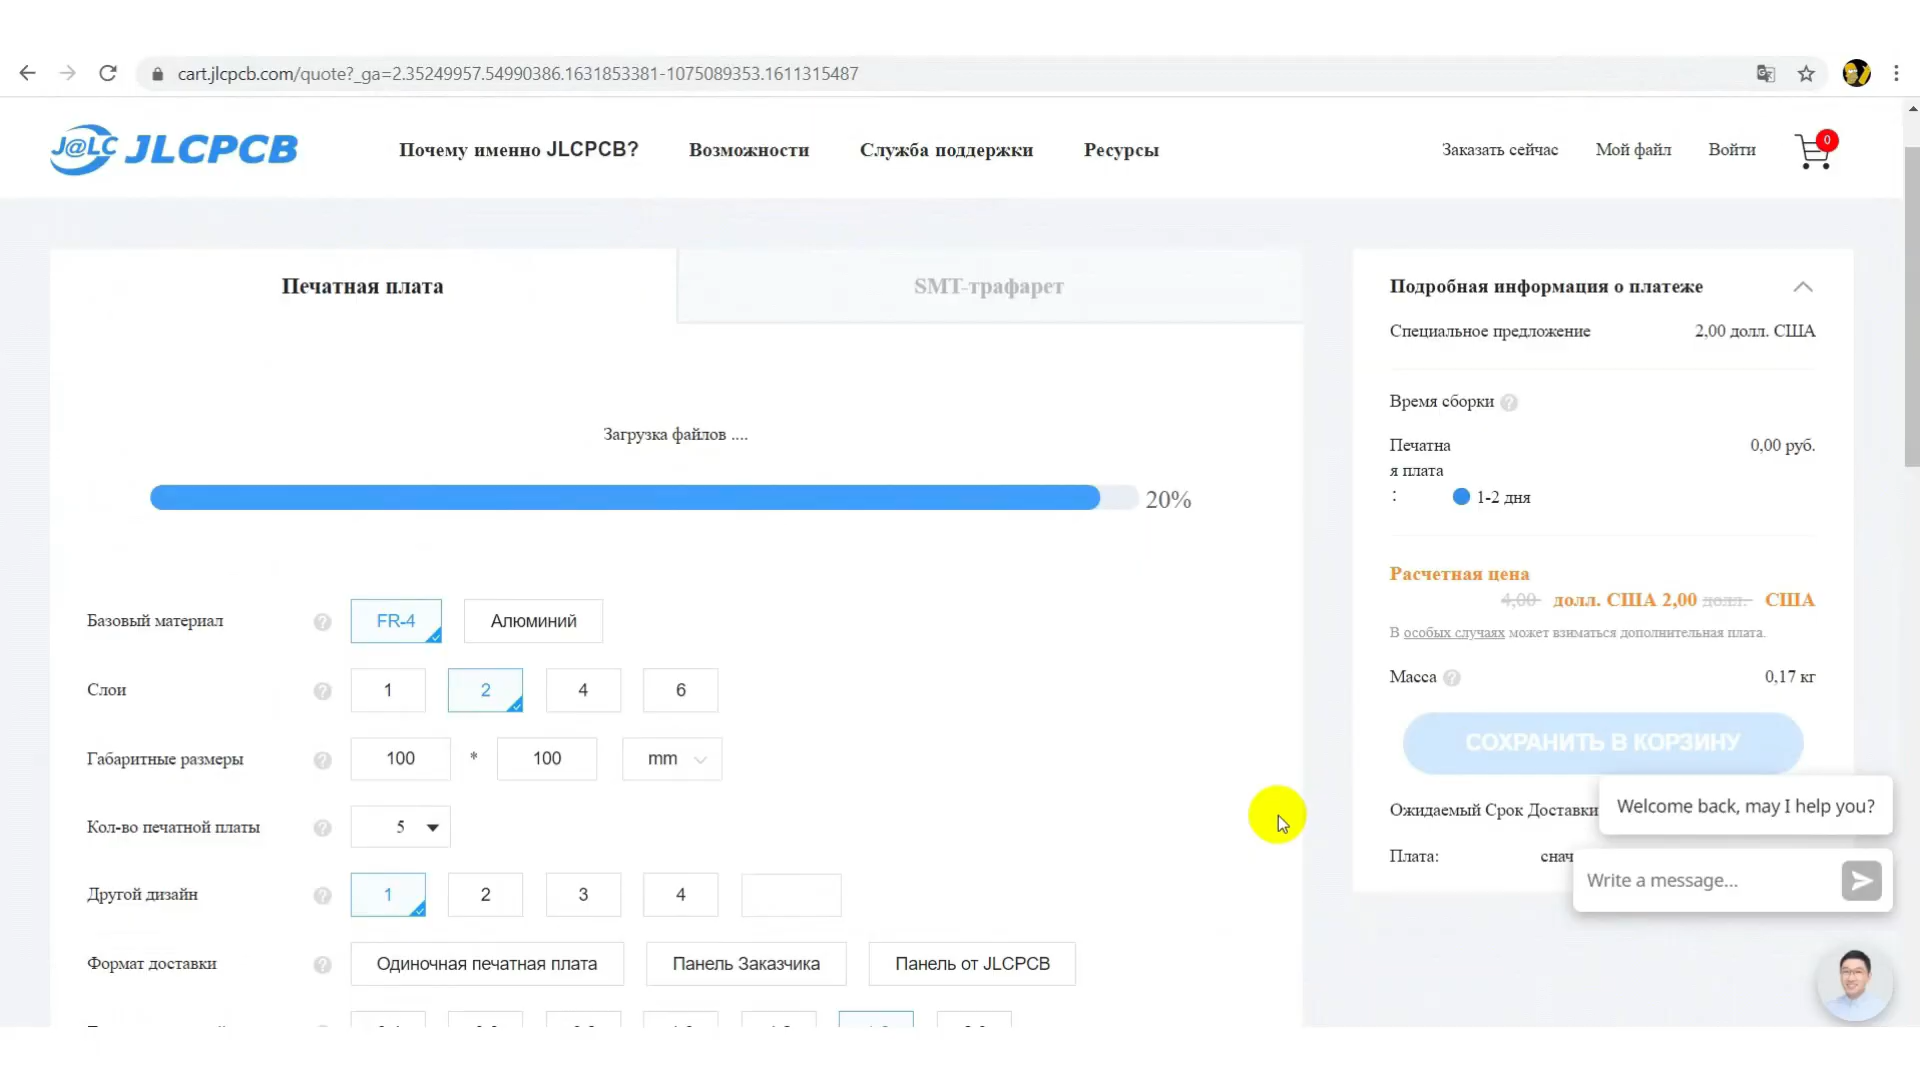 cart.jlcpcb.com/quote?_ga=2.35249957.54990386.1631853381-1075089353.1611315487
J@LC JLCPCB
Почему именно JLCPCB?
Возможности
Служба поддержки
Ресурсы
Заказать сейчас
Мой файл
Войти
0
Печатная плата
SMT-трафарет
Загрузка файлов ....
20%
Базовый материал
?
FR-4
Алюминий
Слои
?
1
2
4
6
Габаритные размеры
?
100
*
100
mm
Кол-во печатной платы
?
5
Другой дизайн
?
1
2
3
4
Формат доставки
?
Одиночная печатная плата
Панель Заказчика
Панель от JLCPCB
Подробная информация о платеже
Специальное предложение
2,00 долл. США
Время сборки
?
Печатна
я плата
:
0,00 руб.
1-2 дня
Расчетная цена
4,00 долл. США 2,00 долл. США
В особых случаях может взиматься дополнительная плата.
Масса
?
0,17 кг
СОХРАНИТЬ В КОРЗИНУ
Ожидаемый Срок Доставки
Плата:
снач
Welcome back, may I help you?
Write a message...